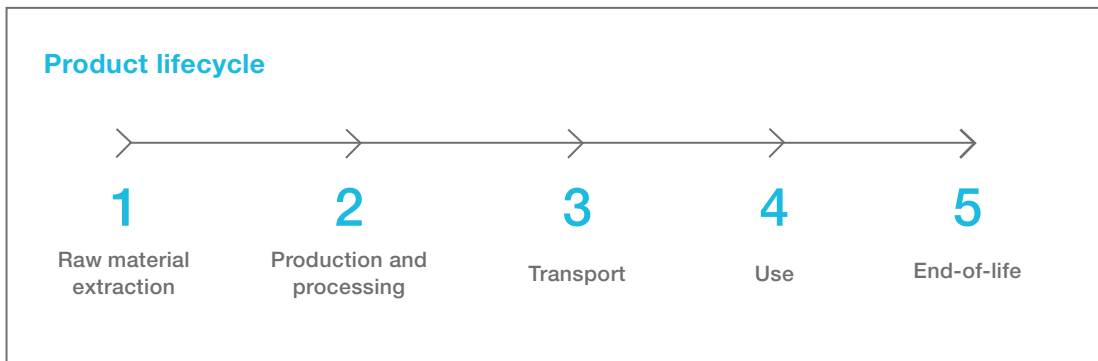 Product lifecycle
1
2
3
4
5
Raw material
extraction
Production and
processing
Transport
Use
End-of-life